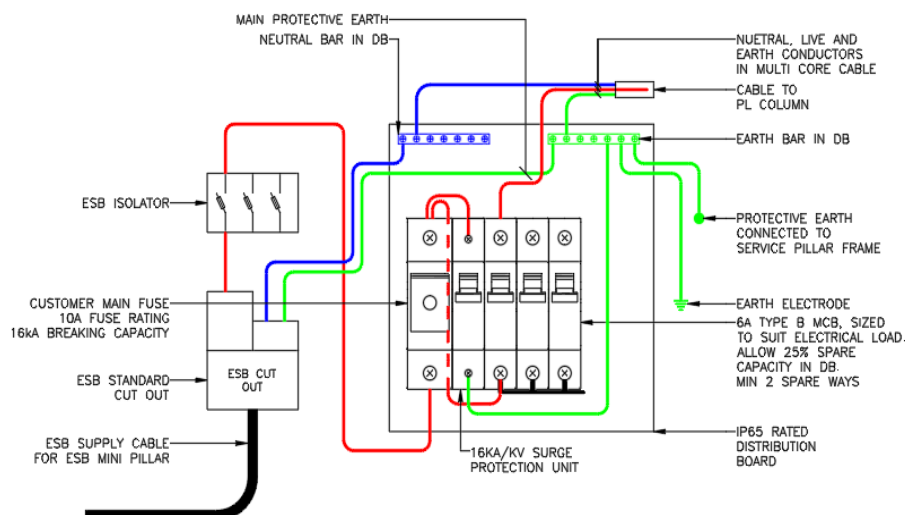 MAIN PROTECTIVE EARTH
NEUTRAL BAR IN DB
NUETRAL, LIVE AND
EARTH CONDUCTORS
IN MULTI CORE CABLE
CABLE TO
PL COLUMN
EARTH BAR IN DB
ESB ISOLATOR
PROTECTIVE EARTH
CONNECTED TO
SERVICE PILLAR FRAME
CUSTOMER MAIN FUSE
10A FUSE RATING
16kA BREAKING CAPACITY
EARTH ELECTRODE
6A TYPE B MCB, SIZED
TO SUIT ELECTRICAL LOAD.
ALLOW 25% SPARE
CAPACITY IN DB.
MIN 2 SPARE WAYS
ESB STANDARD
CUT OUT
ESB CUT
OUT
ESB SUPPLY CABLE
FOR ESB MINI PILLAR
16KA/KV SURGE
PROTECTION UNIT
IP65 RATED
DISTRIBUTION
BOARD